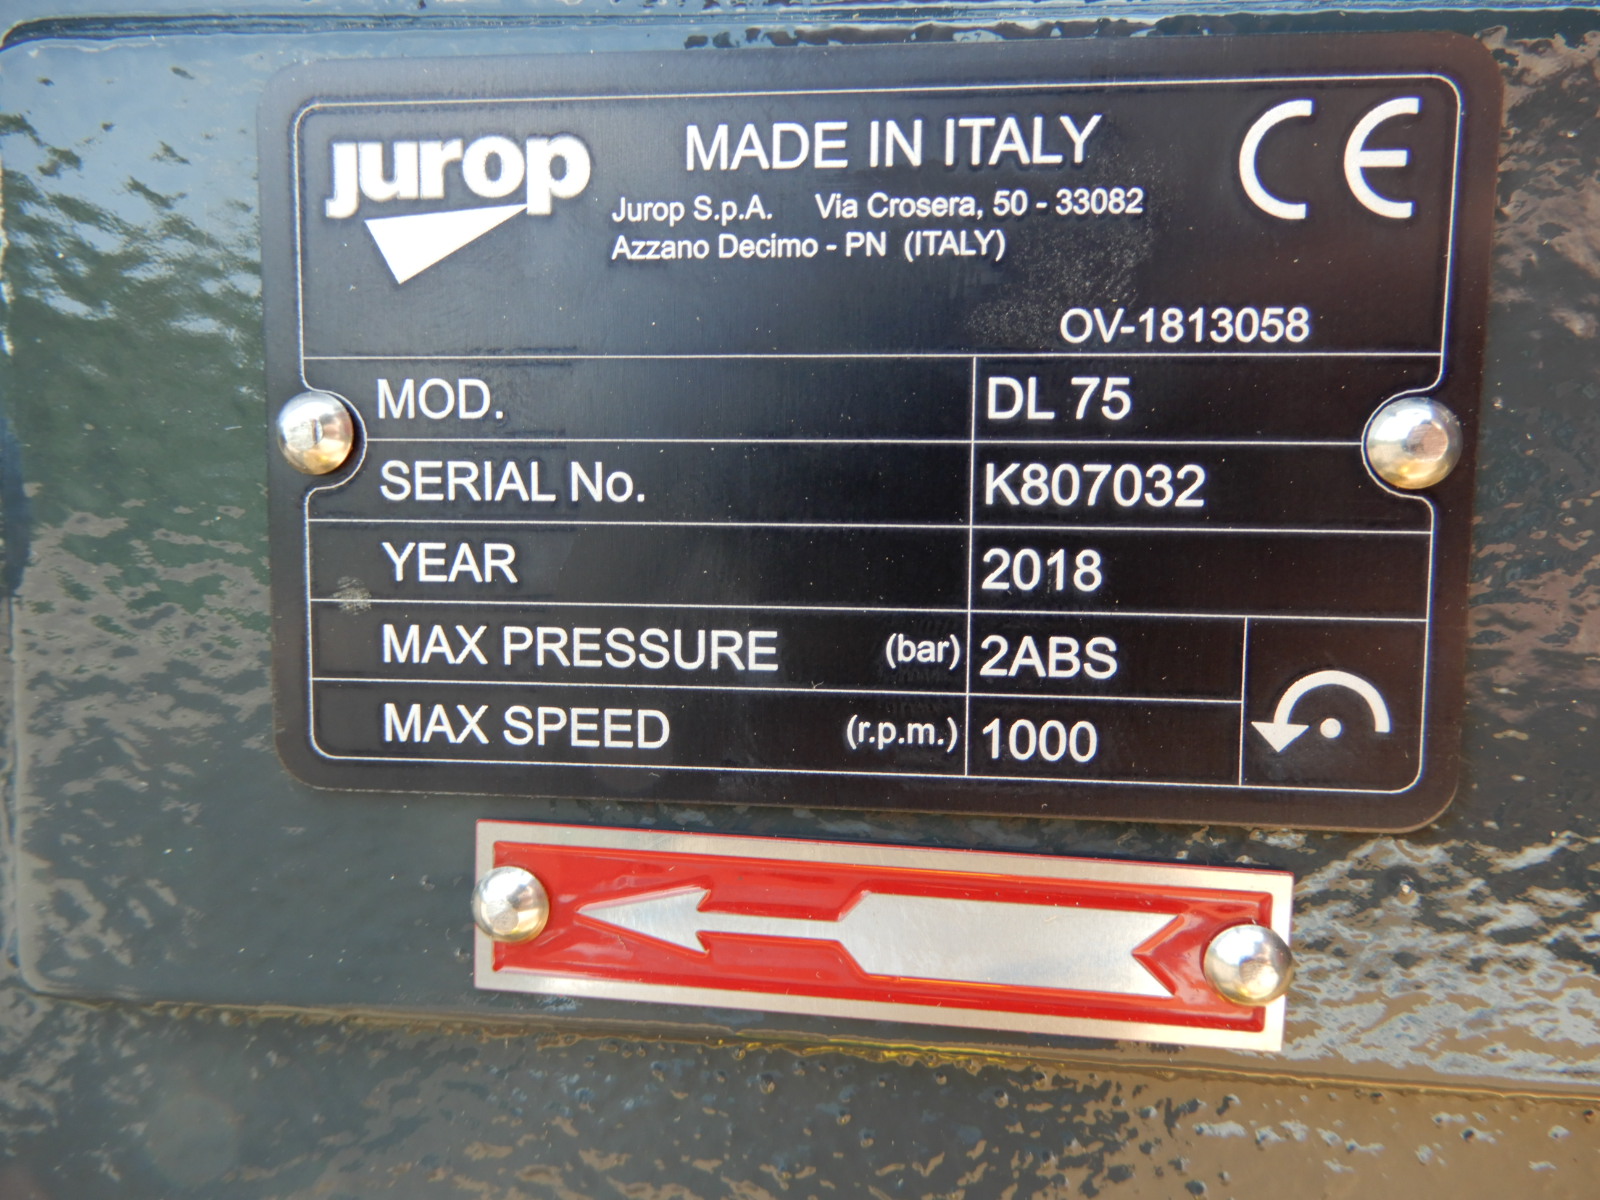 jurop
MADE IN ITALY
CE
Jurop S.p.A. Via Crosera, 50 - 33082
Azzano Decimo - PN (ITALY)
OV-1813058
MOD. DL 75
SERIAL No. K807032
YEAR 2018
MAX PRESSURE (bar) 2ABS
MAX SPEED (r.p.m.) 1000